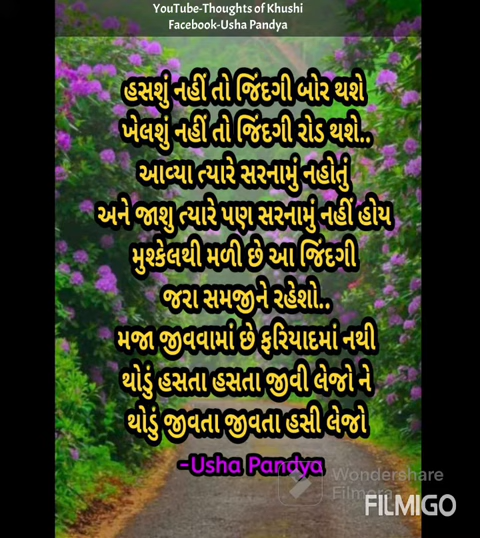 YouTube-Thoughts of Khushi
Facebook-Usha Pandya
હસશું નહીં તો જિંદગી બોર થશે
ખેલશું નહીં તો જિંદગી રોડ થશે..
આવ્યા ત્યારે સરનામું નહોતું
અને જાશુ ત્યારે પણ સરનામું નહીં હોય
મુશ્કેલથી મળી છે આ જિંદગી
જરા સમજીને રહેશો..
મજા જીવવામાં છે ફરિયાદમાં નથી
થોડું હસતા હસતા જીવી લેજો ને
થોડું જીવતા જીવતા હસી લેજો
-Usha Pandya
Wondershare
Filmora
FILMIGO